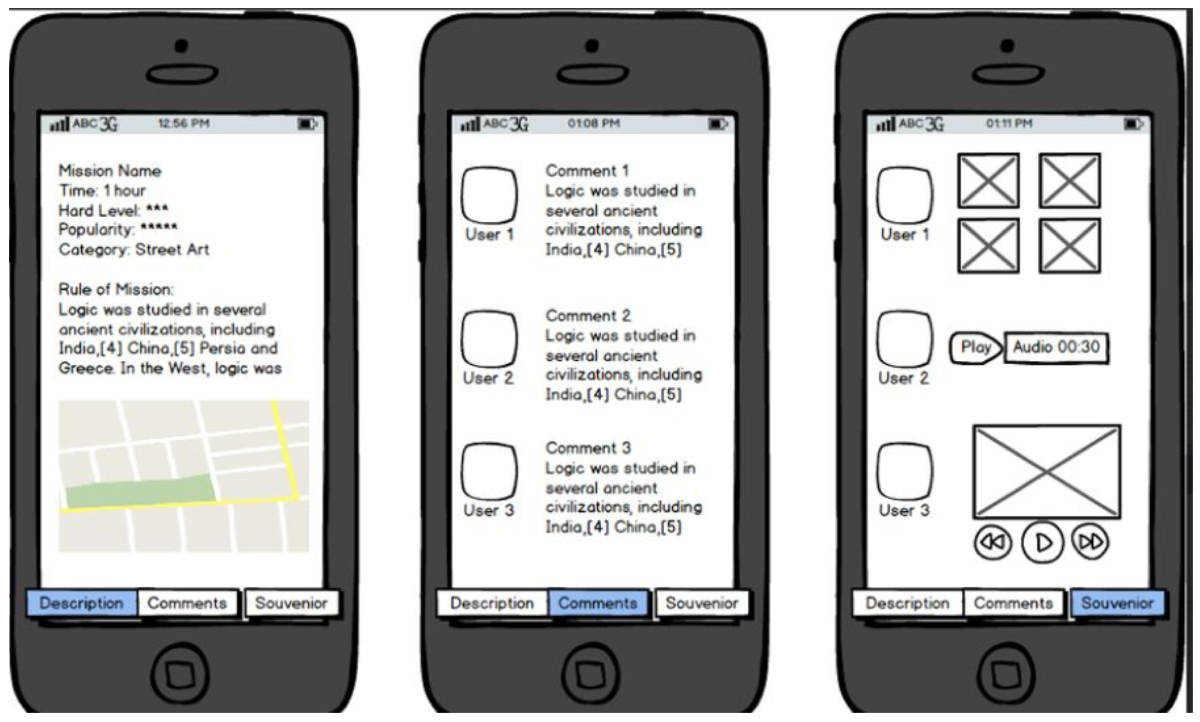 ABC 3G 12:56 PM
Mission Name
Time: 1 hour
Hard Level: ***
Popularity: *****
Category: Street Art
Rule of Mission:
Logic was studied in several
ancient civilizations, including
India,[4] China,[5] Persia and
Greece. In the West, logic was
Description Comments Souvenior
ABC 3G 01:08 PM
User 1
Comment 1
Logic was studied in
several ancient
civilizations, including
India,[4] China,[5]
User 2
Comment 2
Logic was studied in
several ancient
civilizations, including
India,[4] China,[5]
User 3
Comment 3
Logic was studied in
several ancient
civilizations, including
India,[4] China,[5]
Description Comments Souvenior
ABC 3G 01:11 PM
User 1
User 2
Play Audio 00:30
User 3
Description Comments Souvenior